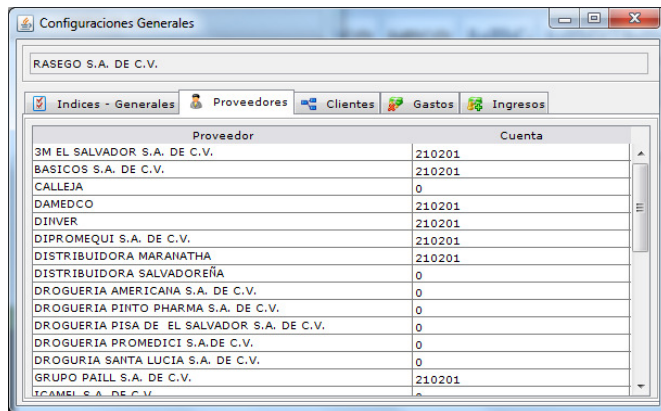 Configuraciones Generales
RASEGO S.A. DE C.V.
Indices - Generales Proveedores Clientes Gastos Ingresos
Proveedor Cuenta
3M EL SALVADOR S.A. DE C.V. 210201
BASICOS S.A. DE C.V. 210201
CALLEJA 0
DAMEDCO 210201
DINVER 210201
DIPROMEQUI S.A. DE C.V. 210201
DISTRIBUIDORA MARANATHA 210201
DISTRIBUIDORA SALVADOREÑA 0
DROGUERIA AMERICANA S.A. DE C.V. 0
DROGUERIA PINTO PHARMA S.A. DE C.V. 0
DROGUERIA PISA DE EL SALVADOR S.A. DE C.V. 0
DROGUERIA PROMEDICI S.A.DE C.V. 0
DROGURIA SANTA LUCIA S.A. DE C.V. 0
GRUPO PAILL S.A. DE C.V. 210201
ICAMEL S.A. DE C.V.